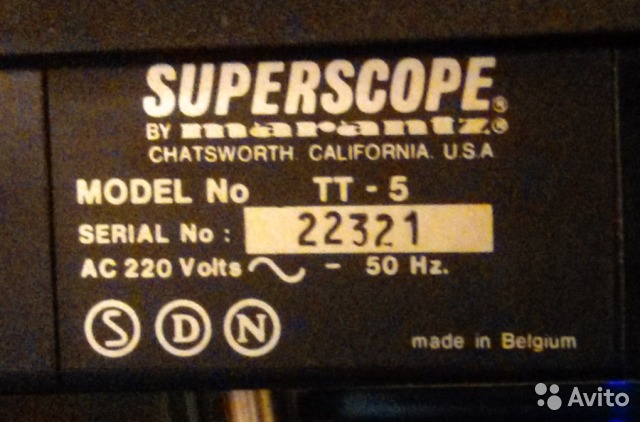 SUPERSCOPE®
BY marantz®
CHATSWORTH. CALIFORNIA. U.S.A
MODEL No TT - 5
SERIAL No : 22321
AC 220 Volts ~ - 50 Hz.
S D N
made in Belgium
Avito